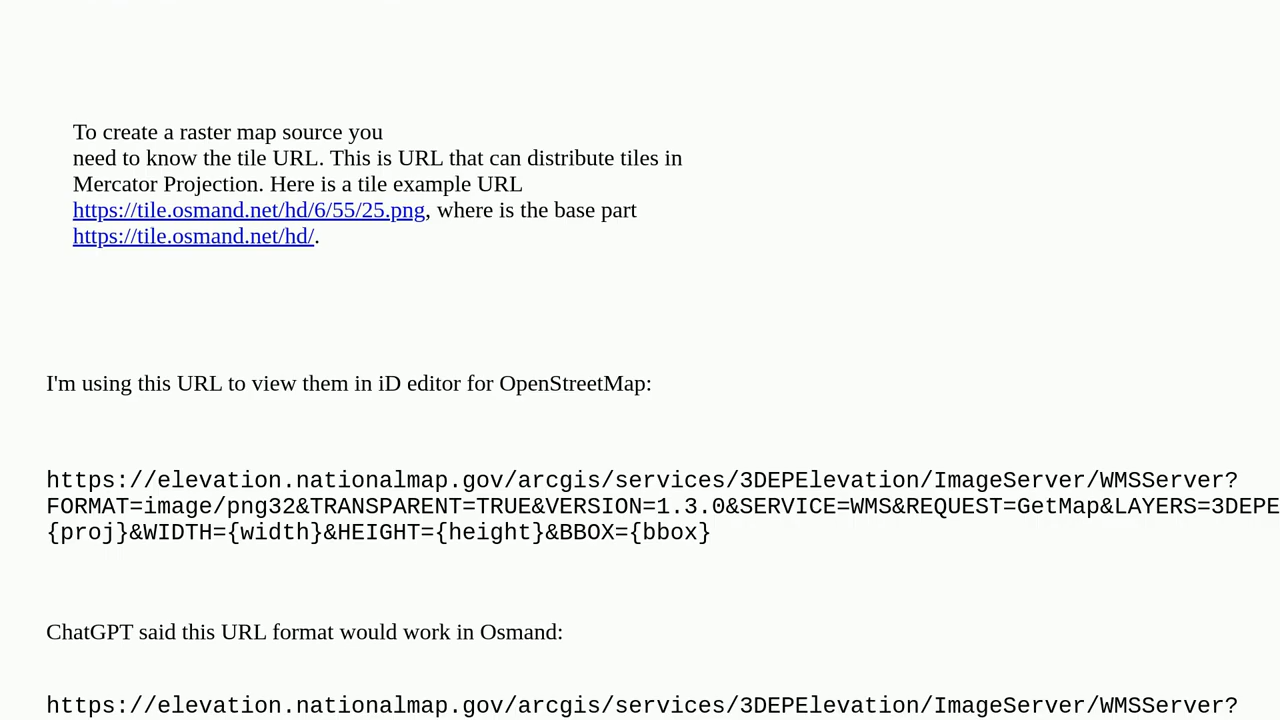 To create a raster map source you
need to know the tile URL. This is URL that can distribute tiles in
Mercator Projection. Here is a tile example URL
https://tile.osmand.net/hd/6/55/25.png, where is the base part
https://tile.osmand.net/hd/.
I'm using this URL to view them in iD editor for OpenStreetMap:
https://elevation.nationalmap.gov/arcgis/services/3DEPElevation/ImageServer/WMSServer?
FORMAT=image/png32&TRANSPARENT=TRUE&VERSION=1.3.0&SERVICE=WMS&REQUEST=GetMap&LAYERS=3DEPE
{proj}&WIDTH={width}&HEIGHT={height}&BBOX={bbox}
ChatGPT said this URL format would work in Osmand:
https://elevation.nationalmap.gov/arcgis/services/3DEPElevation/ImageServer/WMSServer?